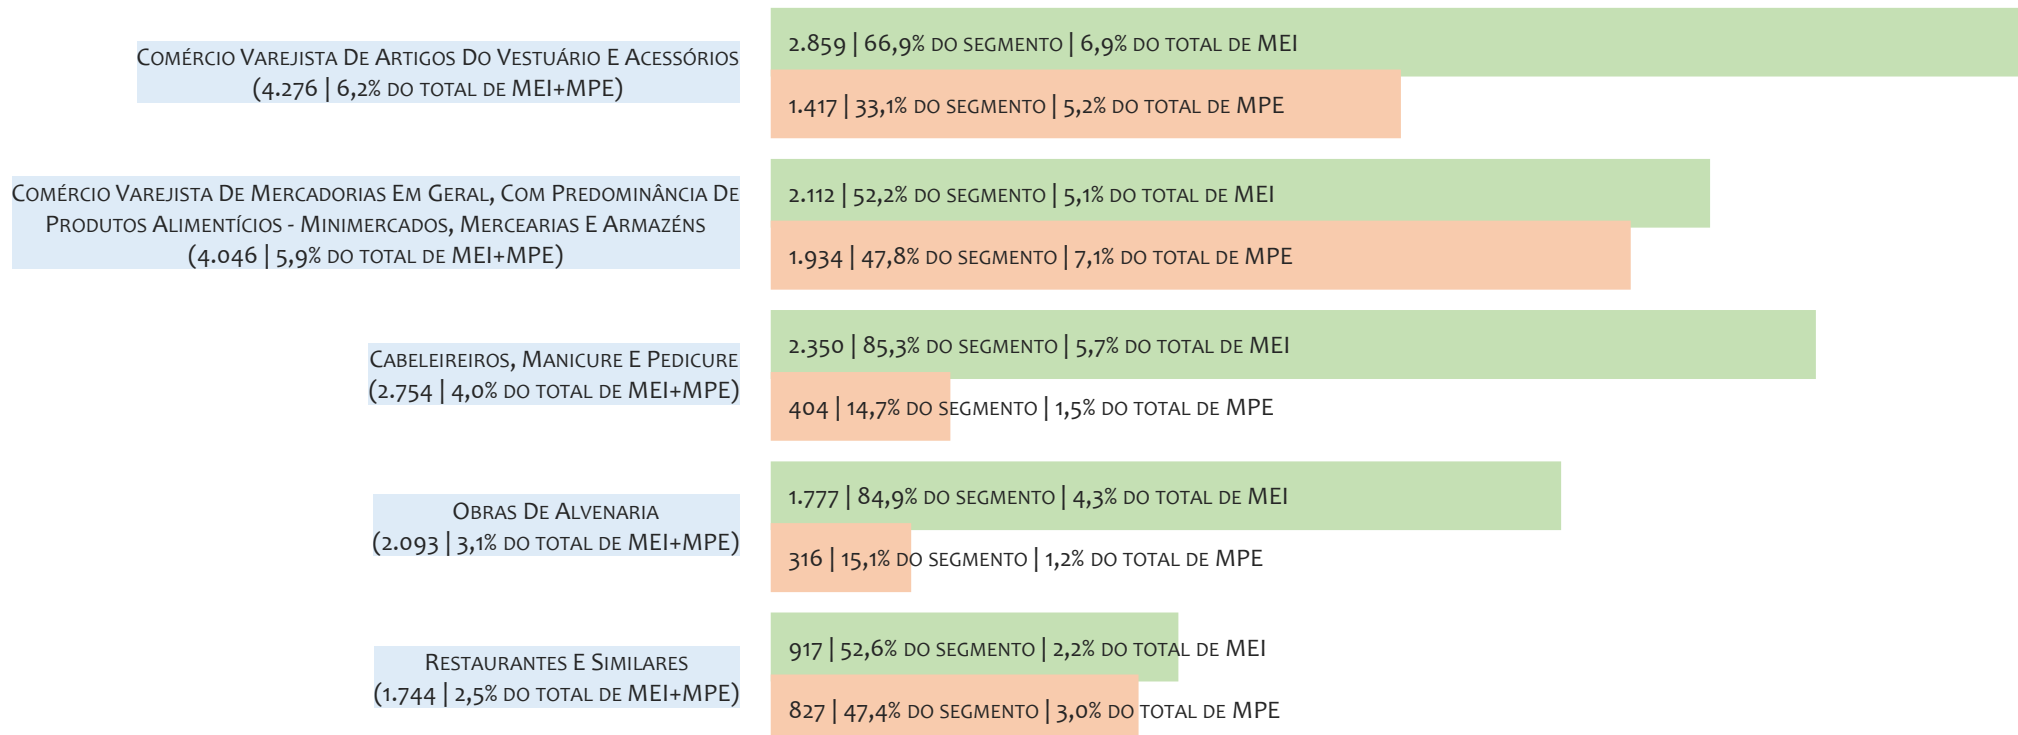 Comércio Varejista De Artigos Do Vestuário E Acessórios
(4.276 | 6,2% do total de MEI+MPE)
2.859 | 66,9% do segmento | 6,9% do total de MEI
1.417 | 33,1% do segmento | 5,2% do total de MPE
Comércio Varejista De Mercadorias Em Geral, Com Predominância De
Produtos Alimentícios - Minimercados, Mercearias E Armazéns
(4.046 | 5,9% do total de MEI+MPE)
2.112 | 52,2% do segmento | 5,1% do total de MEI
1.934 | 47,8% do segmento | 7,1% do total de MPE
Cabeleireiros, Manicure E Pedicure
(2.754 | 4,0% do total de MEI+MPE)
2.350 | 85,3% do segmento | 5,7% do total de MEI
404 | 14,7% do segmento | 1,5% do total de MPE
Obras De Alvenaria
(2.093 | 3,1% do total de MEI+MPE)
1.777 | 84,9% do segmento | 4,3% do total de MEI
316 | 15,1% do segmento | 1,2% do total de MPE
Restaurantes E Similares
(1.744 | 2,5% do total de MEI+MPE)
917 | 52,6% do segmento | 2,2% do total de MEI
827 | 47,4% do segmento | 3,0% do total de MPE